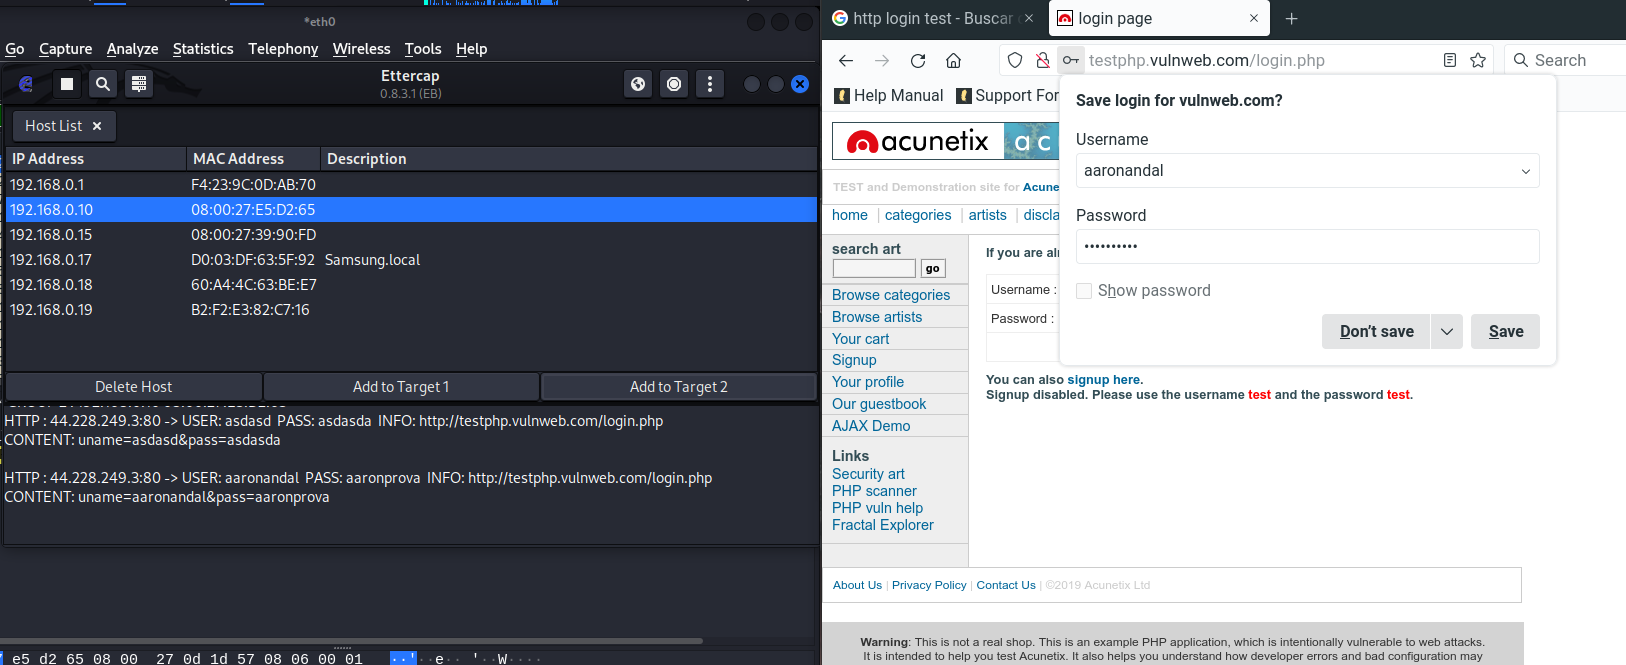 *eth0
Go Capture Analyze Statistics Telephony Wireless Tools Help
Ettercap
0.8.3.1 (EB)
Host List ×
IP Address MAC Address Description
192.168.0.1 F4:23:9C:0D:AB:70
192.168.0.10 08:00:27:E5:D2:65
192.168.0.15 08:00:27:39:90:FD
192.168.0.17 D0:03:DF:63:5F:92 Samsung.local
192.168.0.18 60:A4:4C:63:BE:E7
192.168.0.19 B2:F2:E3:82:C7:16
Delete Host Add to Target 1 Add to Target 2
HTTP : 44.228.249.3:80 -> USER: asdasd PASS: asdasda INFO: http://testphp.vulnweb.com/login.php
CONTENT: uname=asdasd&pass=asdasda
HTTP : 44.228.249.3:80 -> USER: aaronandal PASS: aaronprova INFO: http://testphp.vulnweb.com/login.php
CONTENT: uname=aaronandal&pass=aaronprova
e5 d2 65 08 00 27 0d 1d 57 08 06 00 01 ··'··e·· '··W····
http login test - Buscar
login page
testphp.vulnweb.com/login.php
Search
Help Manual Support For
acunetix ac
TEST and Demonstration site for Acune
home | categories | artists | discla
search art
go
Browse categories
Browse artists
Your cart
Signup
Your profile
Our guestbook
AJAX Demo
Links
Security art
PHP scanner
PHP vuln help
Fractal Explorer
If you are al
Username :
Password :
You can also signup here.
Signup disabled. Please use the username test and the password test.
Save login for vulnweb.com?
Username
aaronandal
Password
••••••••••
Show password
Don't save
Save
About Us | Privacy Policy | Contact Us | ©2019 Acunetix Ltd
Warning: This is not a real shop. This is an example PHP application, which is intentionally vulnerable to web attacks.
It is intended to help you test Acunetix. It also helps you understand how developer errors and bad configuration may